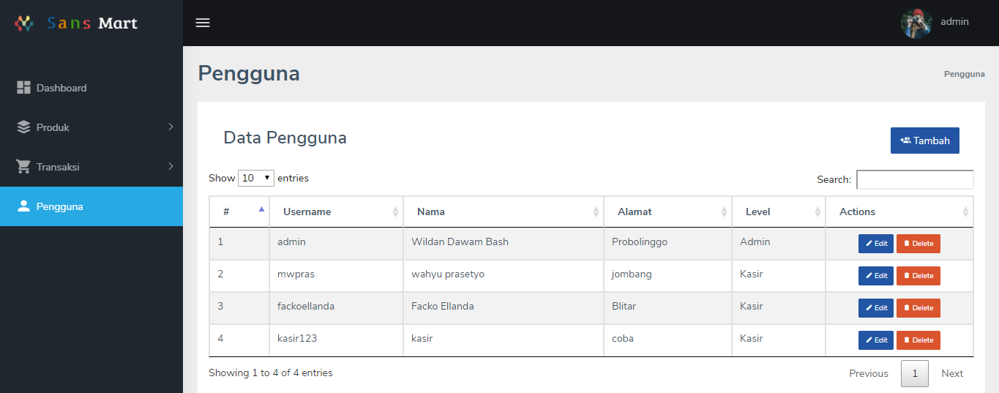 Sans Mart
admin
Dashboard
Produk
Transaksi
Pengguna
Pengguna
Pengguna
Data Pengguna
Tambah
Show 10 entries
Search:
# Username Nama Alamat Level Actions
1 admin Wildan Dawam Bash Probolinggo Admin Edit Delete
2 mwpras wahyu prasetyo jombang Kasir Edit Delete
3 fackoellanda Facko Ellanda Blitar Kasir Edit Delete
4 kasir123 kasir coba Kasir Edit Delete
Showing 1 to 4 of 4 entries
Previous 1 Next